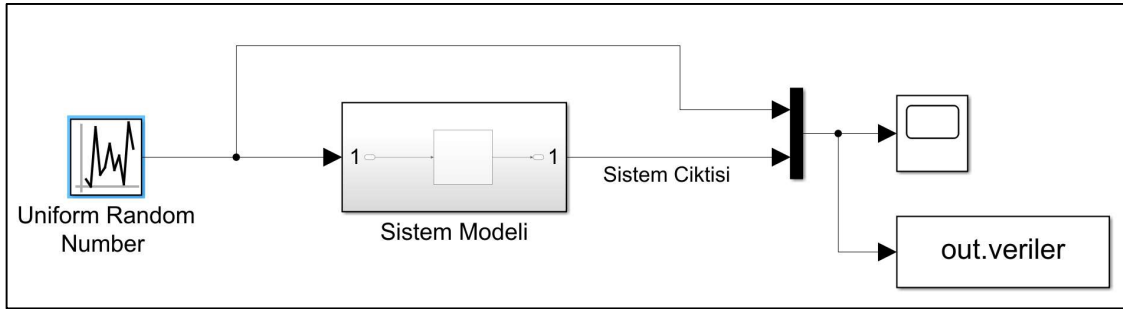 1
1
Sistem Ciktisi
Uniform Random
Number
Sistem Modeli
out.veriler